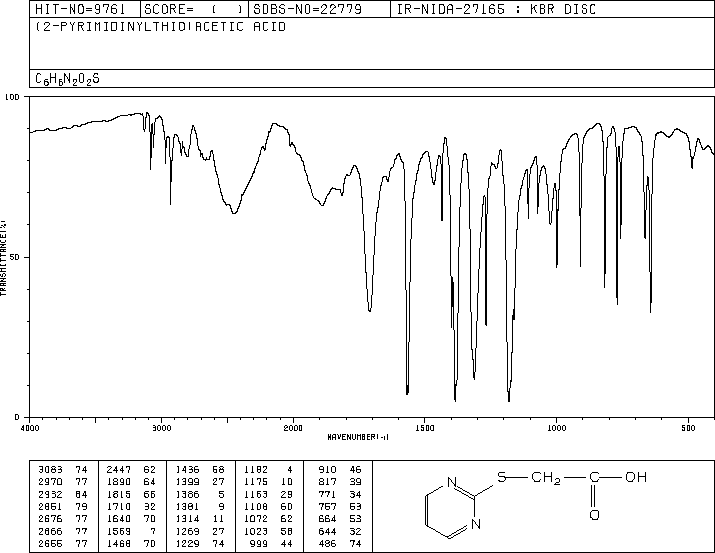 HIT-NO=9761 SCORE= ( ) SDBS-NO=22779 IR-NIDA-27165 : KBR DISC
(2-PYRIMIDINYLTHIO)ACETIC ACID
C6H6N2O2S
100
50
0
TRANSMITTANCE(%)
4000 3000 2000 1500 1000 500
WAVENUMBER(-1)
3083 74 2447 62 1436 58 1182 4 910 46
2970 77 1890 64 1399 27 1175 10 817 39
2932 64 1815 66 1386 5 1163 29 771 34
2851 79 1710 32 1381 9 1108 60 757 53
2676 77 1640 70 1314 11 1072 62 664 53
2666 77 1569 7 1269 27 1023 58 644 32
2655 77 1468 70 1229 74 999 44 486 74
N S CH2 C OH
N O